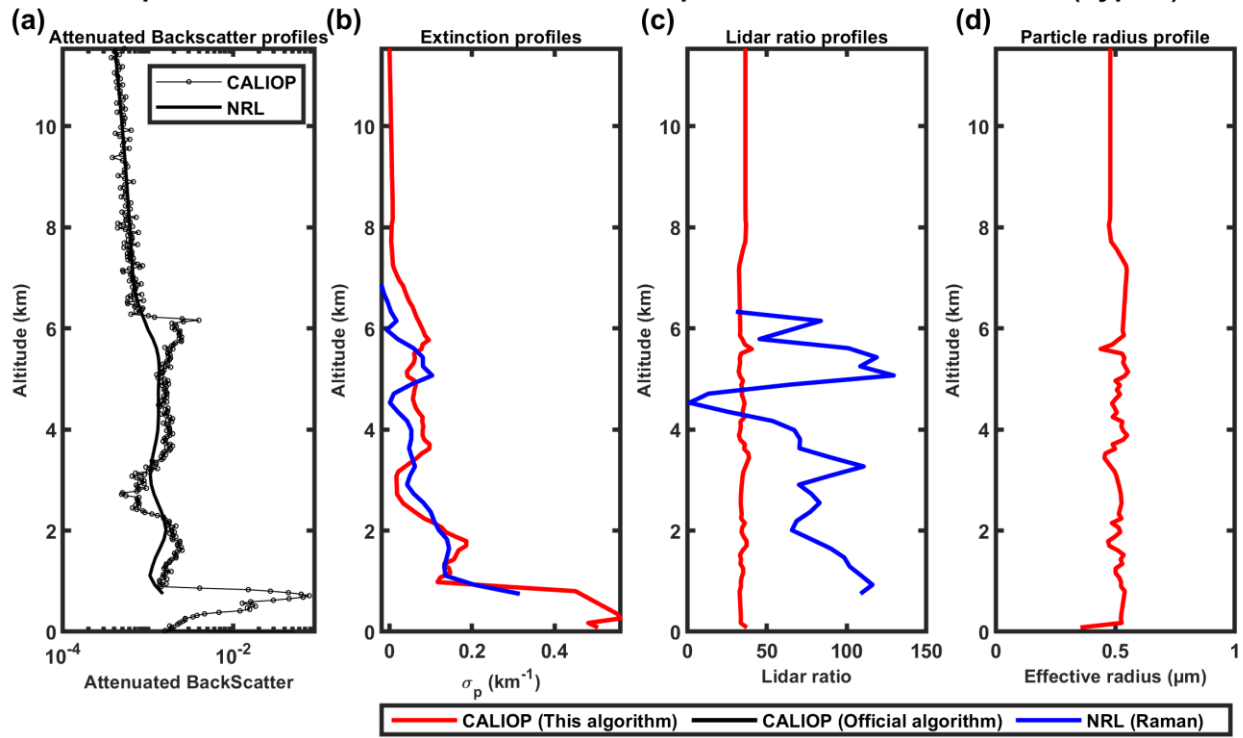 (a)
(b)
(c)
(d)
Attenuated Backscatter profiles
Extinction profiles
Lidar ratio profiles
Particle radius profile
CALIOP
NRL
Altitude (km)
10
8
6
4
2
0
10-4
10-2
Attenuated BackScatter
Altitude (km)
10
8
6
4
2
0
0
0.2
0.4
σp (km-1)
Altitude (km)
10
8
6
4
2
0
0
50
100
150
Lidar ratio
Altitude (km)
10
8
6
4
2
0
0
0.5
1
Effective radius (µm)
CALIOP (This algorithm)
CALIOP (Official algorithm)
NRL (Raman)